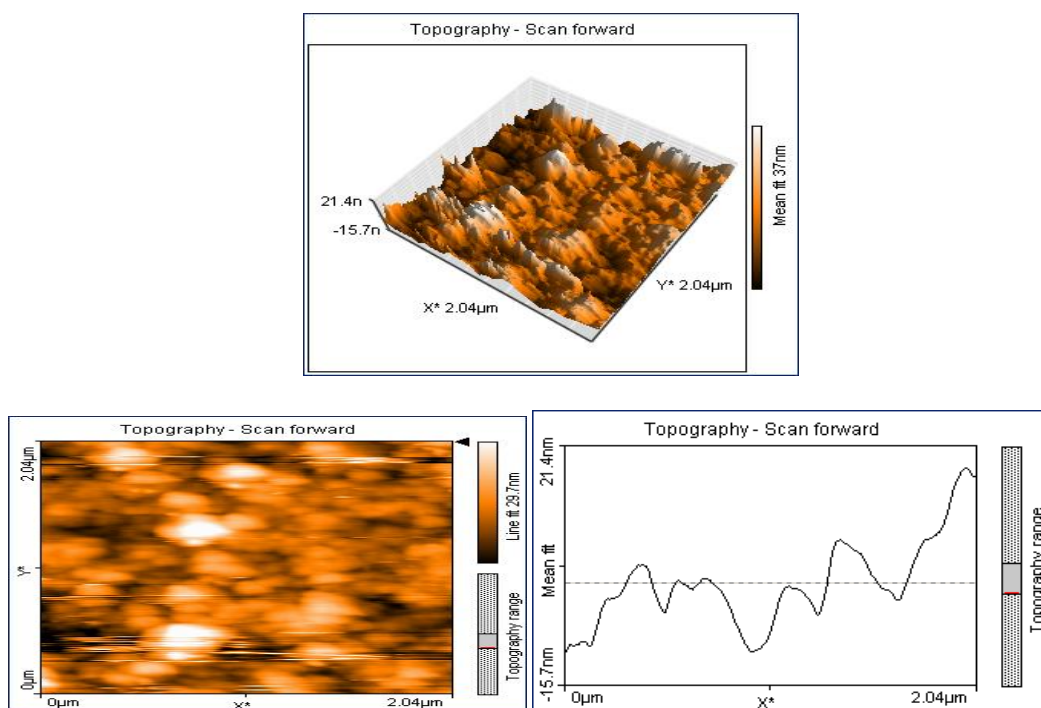 Topography - Scan forward
21.4n
-15.7n
X* 2.04µm
Y* 2.04µm
Mean fit 37nm
Topography - Scan forward
2.04µm
Y*
0µm
0µm
X*
2.04µm
Line fit 29.7nm
Topography range
Topography - Scan forward
21.4nm
Mean fit
-15.7nm
0µm
X*
2.04µm
Topography range